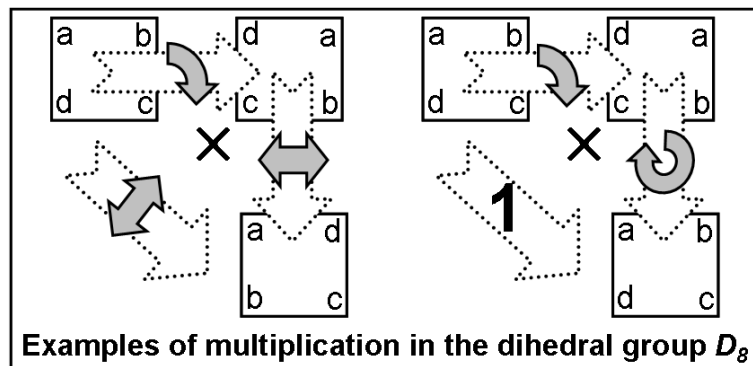 a b d a a b d a
d c c b d c c b
× ×
1
a d a b
b c d c
Examples of multiplication in the dihedral group D8